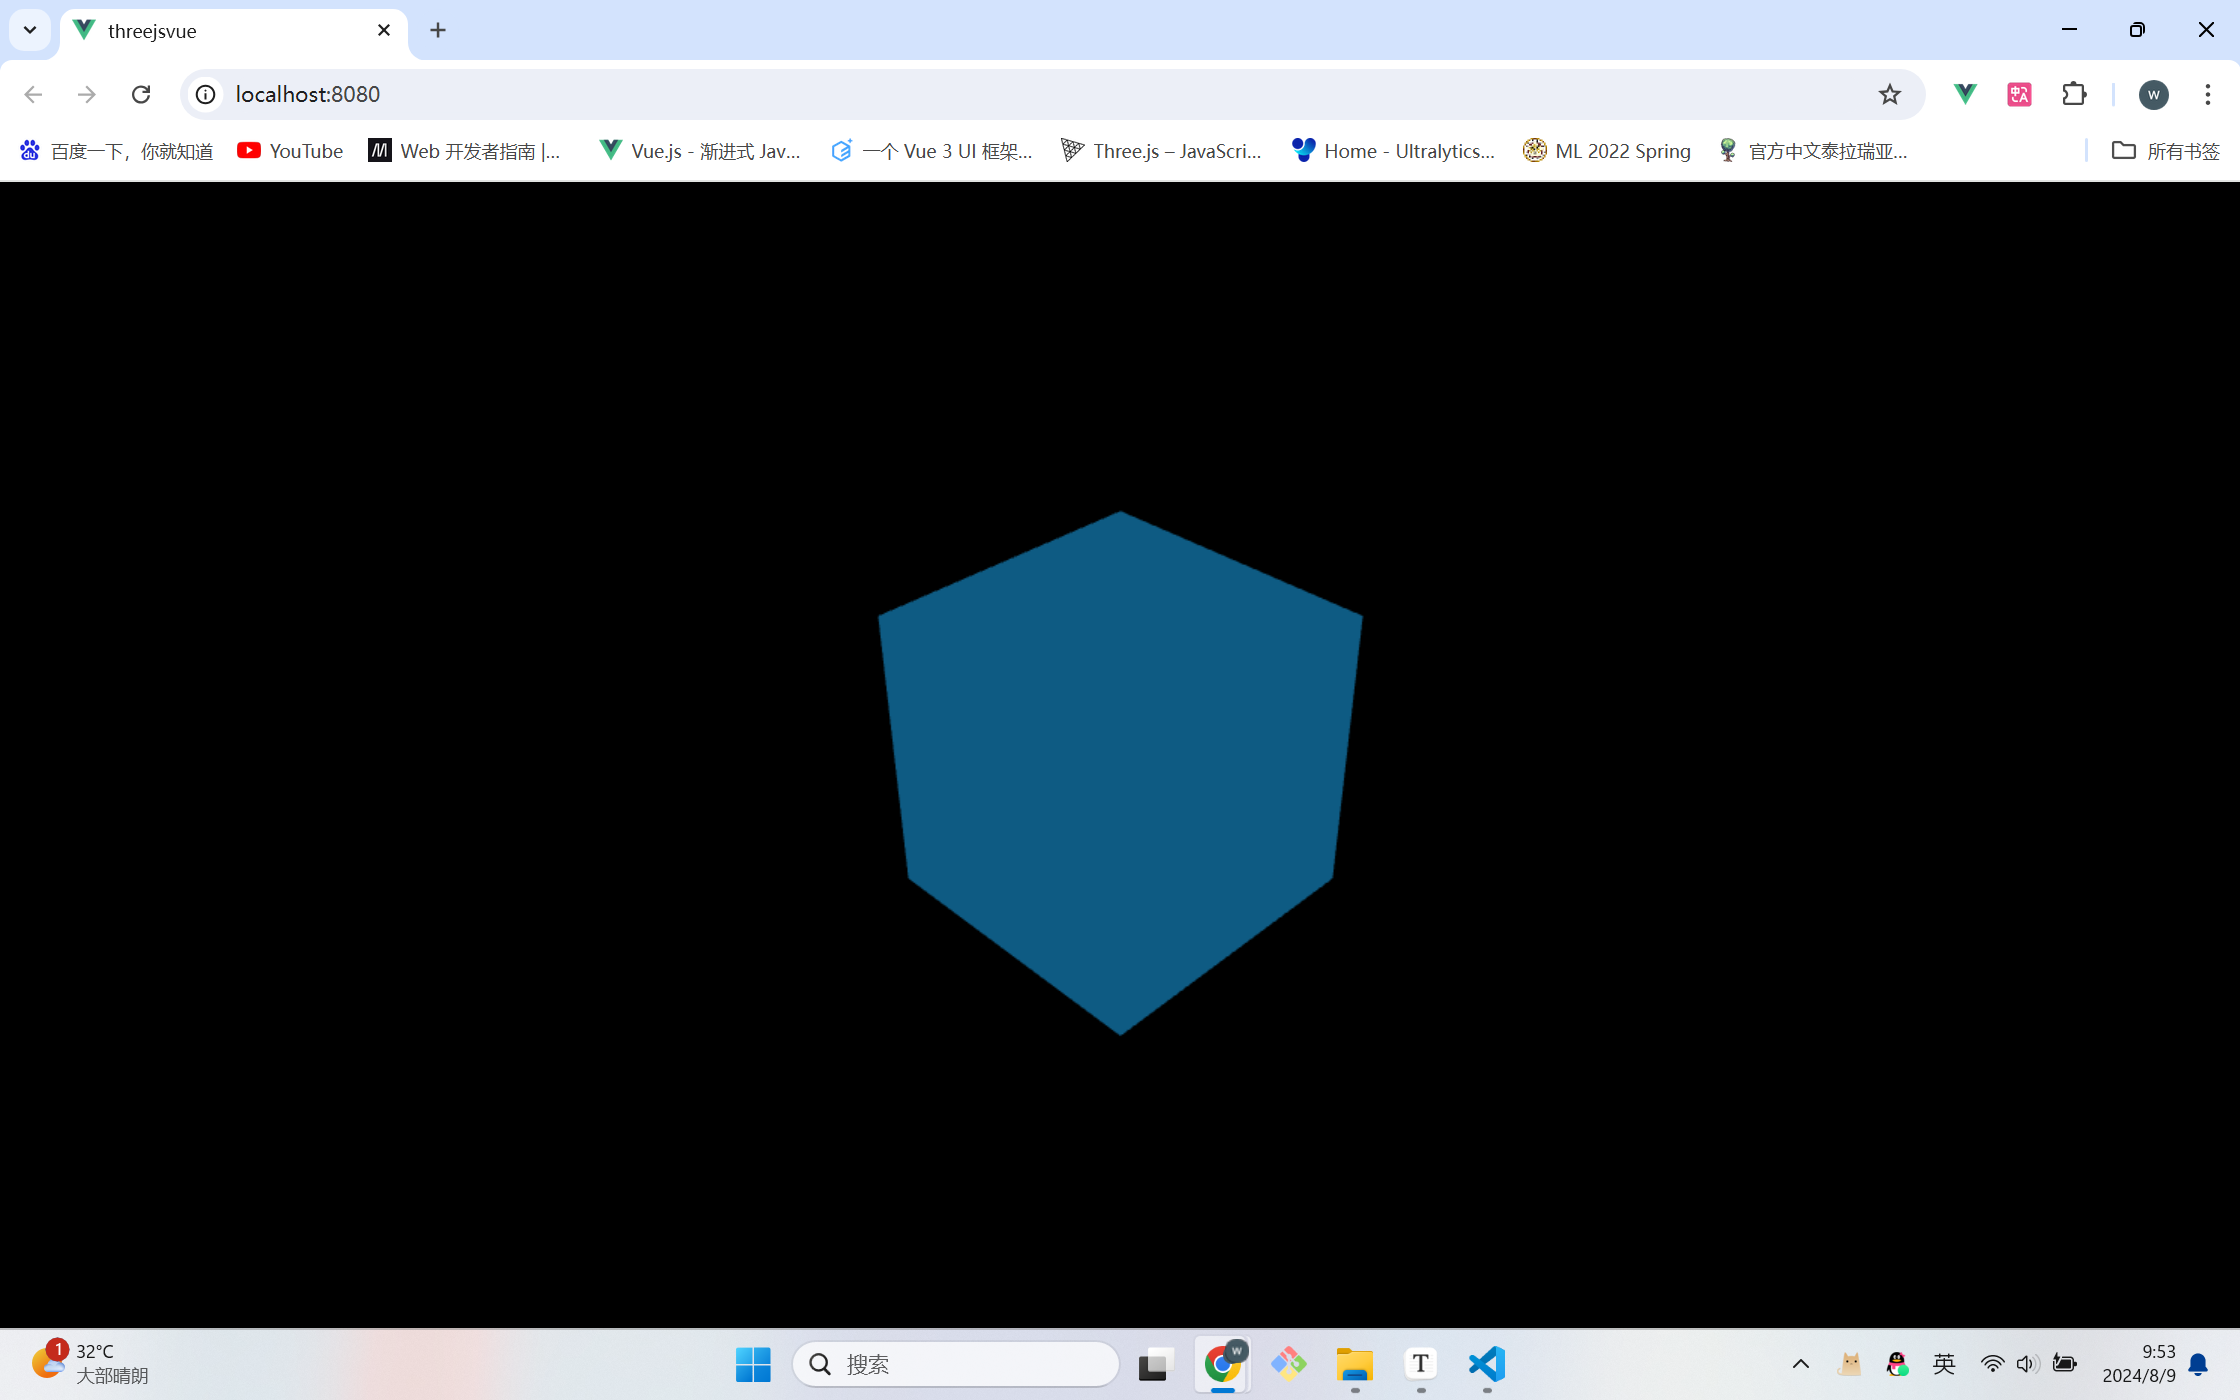 threejsvue
localhost:8080
百度一下，你就知道 YouTube Web 开发者指南 |... Vue.js - 渐进式 Jav... 一个 Vue 3 UI 框架... Three.js – JavaScri... Home - Ultralytics... ML 2022 Spring 官方中文泰拉瑞亚... 所有书签
中A W
1 32°C
大部晴朗
搜索
W
T
英
9:53
2024/8/9